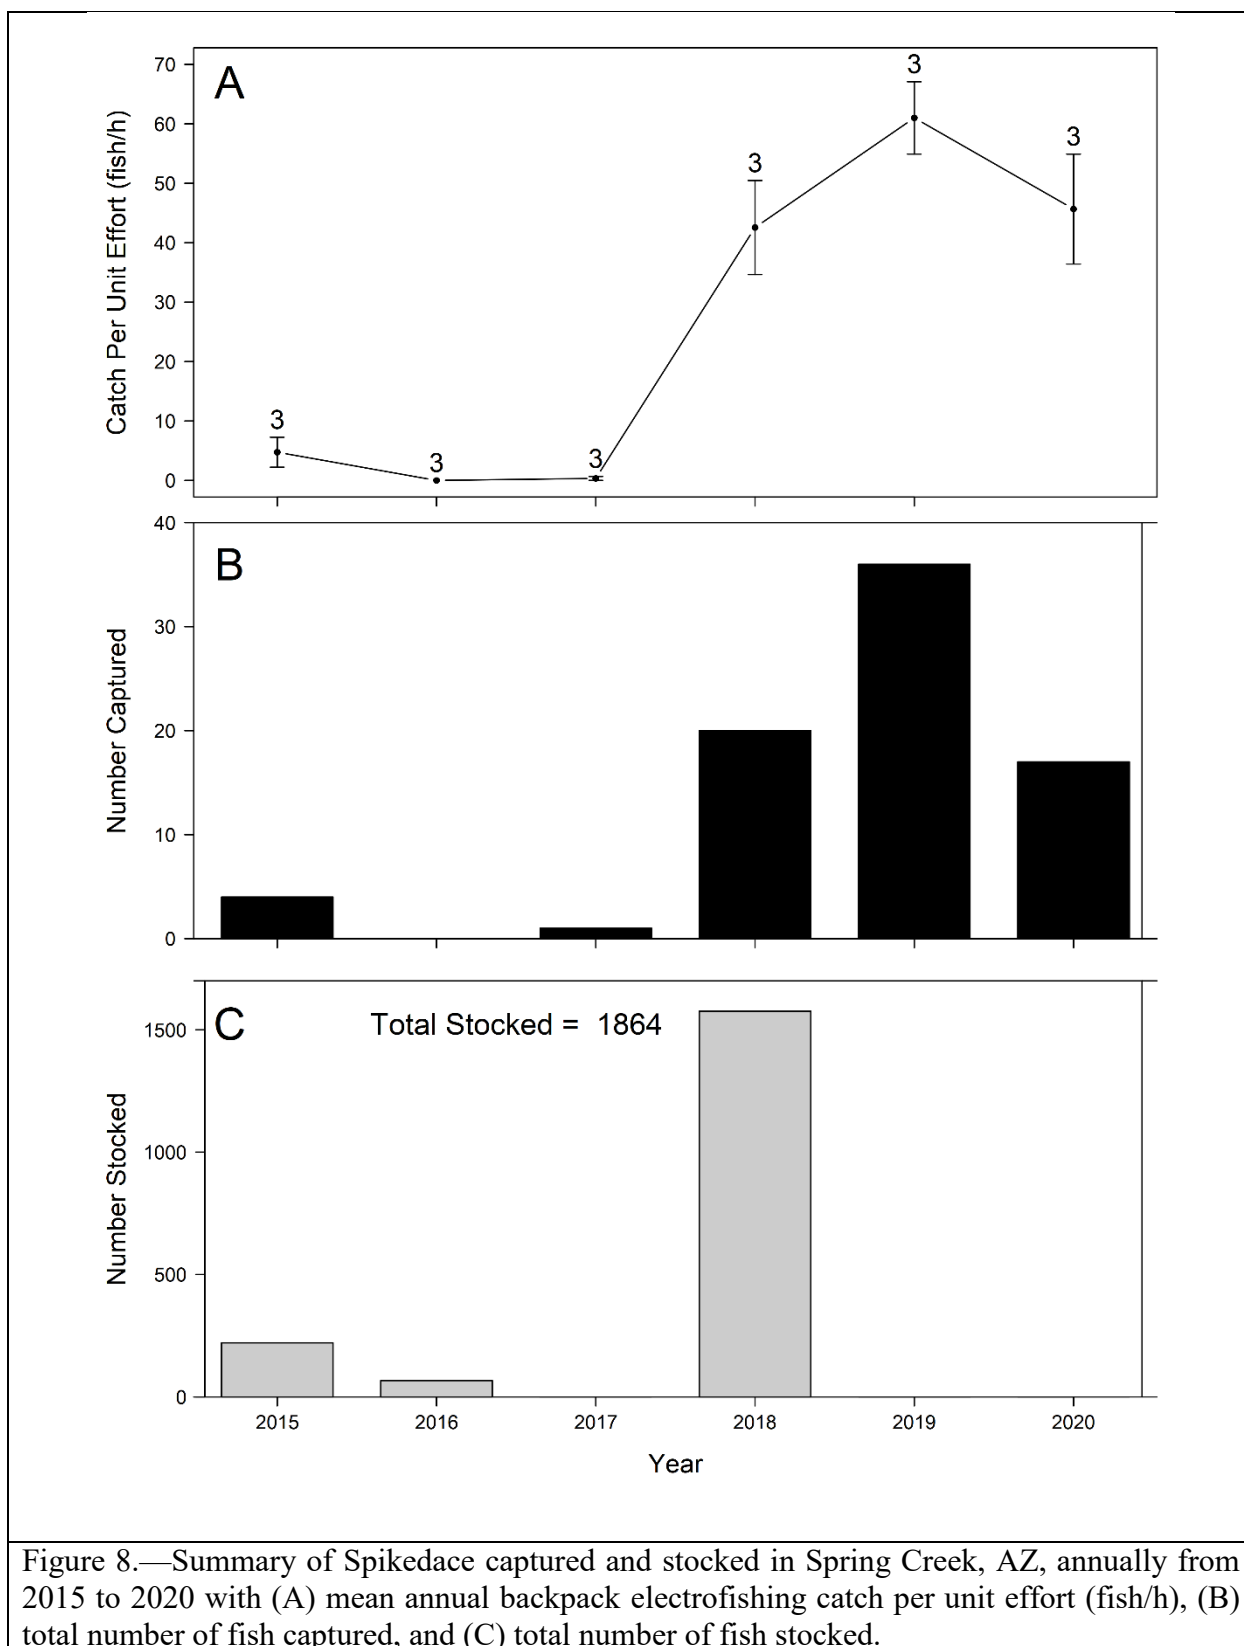 A
Catch Per Unit Effort (fish/h)
70
60
50
40
30
20
10
0
3
3
3
3
3
3
B
Number Captured
40
30
20
10
0
C
Total Stocked = 1864
Number Stocked
1500
1000
500
0
2015 2016 2017 2018 2019 2020
Year
Figure 8.—Summary of Spikedace captured and stocked in Spring Creek, AZ, annually from
2015 to 2020 with (A) mean annual backpack electrofishing catch per unit effort (fish/h), (B)
total number of fish captured, and (C) total number of fish stocked.